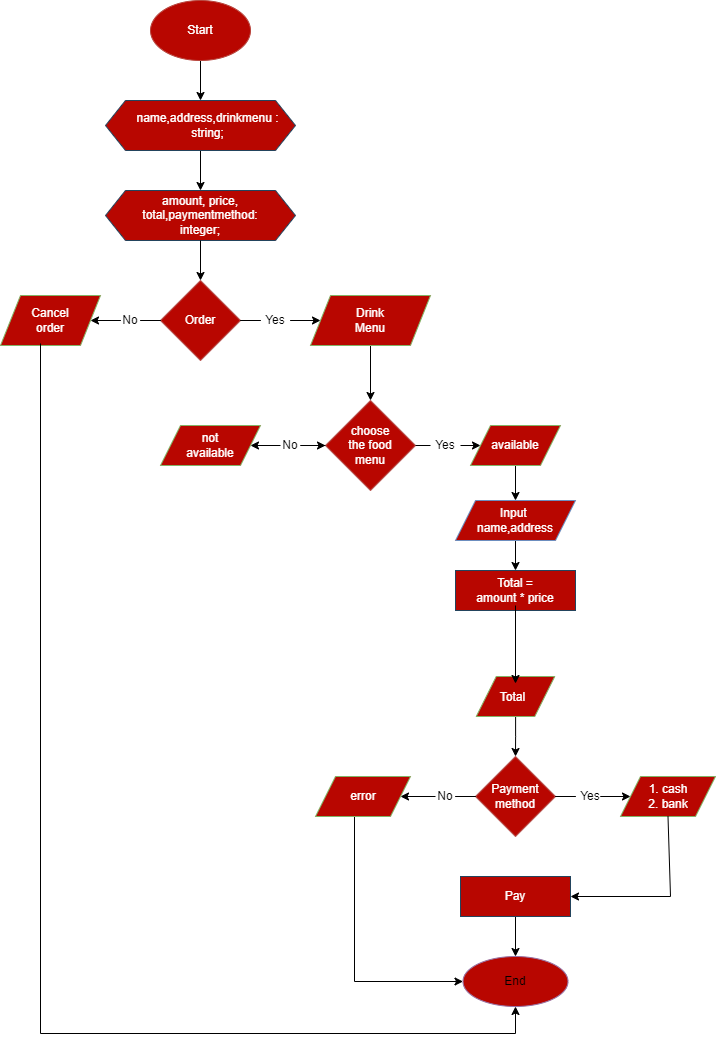 Start
name,address,drinkmenu :
string;
amount, price,
total,paymentmethod:
integer;
Cancel
order
No
Order
Yes
Drink
Menu
not
available
No
choose
the food
menu
Yes
available
Input
name,address
Total =
amount * price
Total
error
No
Payment
method
Yes
1. cash
2. bank
Pay
End